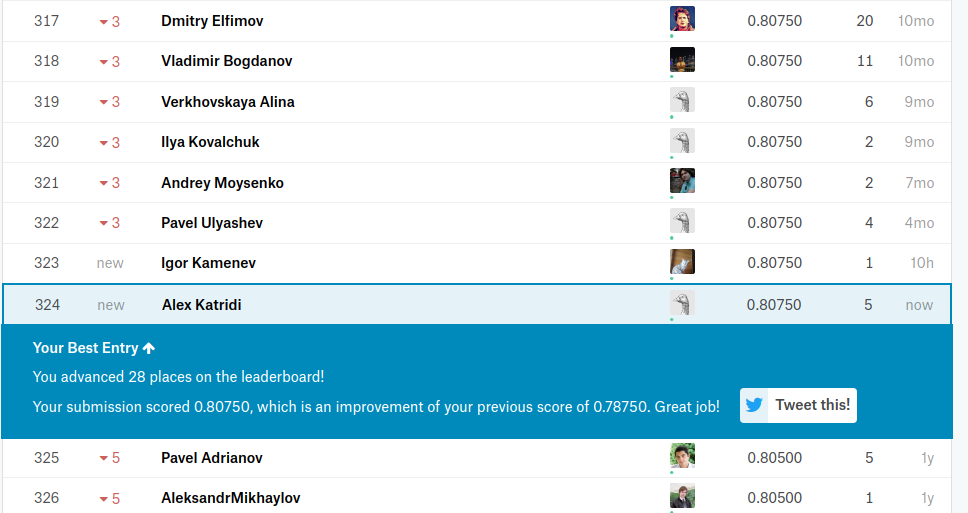 317 3 Dmitry Elfimov 0.80750 20 10mo
318 3 Vladimir Bogdanov 0.80750 11 10mo
319 3 Verkhovskaya Alina 0.80750 6 9mo
320 3 Ilya Kovalchuk 0.80750 2 9mo
321 3 Andrey Moysenko 0.80750 2 7mo
322 3 Pavel Ulyashev 0.80750 4 4mo
323 new Igor Kamenev 0.80750 1 10h
324 new Alex Katridi 0.80750 5 now
Your Best Entry
You advanced 28 places on the leaderboard!
Your submission scored 0.80750, which is an improvement of your previous score of 0.78750. Great job! Tweet this!
325 5 Pavel Adrianov 0.80500 5 1y
326 5 AleksandrMikhaylov 0.80500 1 1y